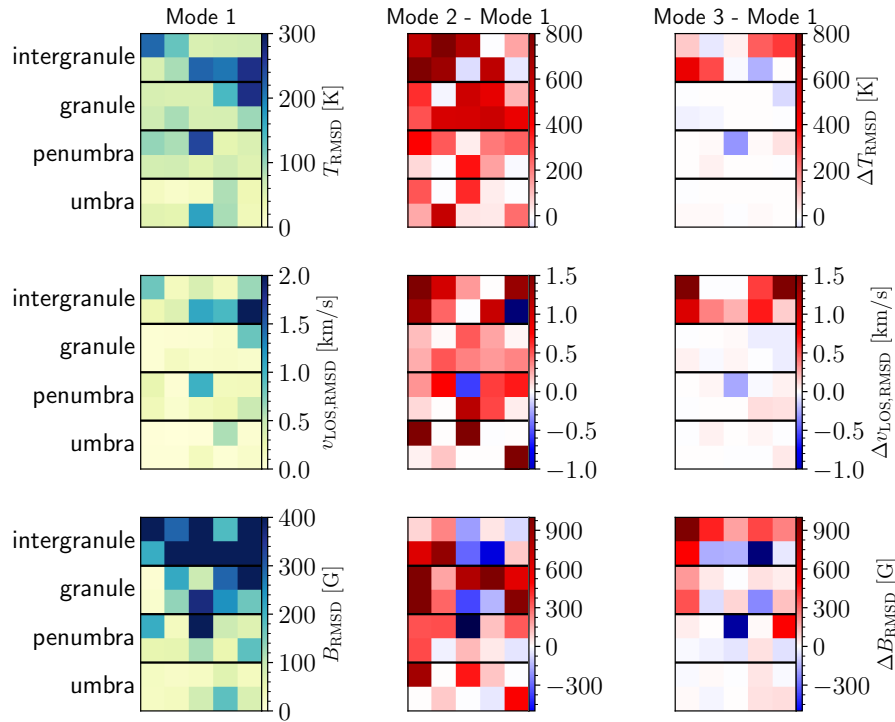 Mode 1
Mode 2 - Mode 1
Mode 3 - Mode 1
intergranule
granule
penumbra
umbra
300
200
100
0
T_RMSD [K]
800
600
400
200
0
800
600
400
200
0
ΔT_RMSD [K]
intergranule
granule
penumbra
umbra
2.0
1.5
1.0
0.5
0.0
v_LOS,RMSD [km/s]
1.5
1.0
0.5
0.0
−0.5
−1.0
1.5
1.0
0.5
0.0
−0.5
−1.0
Δv_LOS,RMSD [km/s]
intergranule
granule
penumbra
umbra
400
300
200
100
0
B_RMSD [G]
900
600
300
0
−300
900
600
300
0
−300
ΔB_RMSD [G]